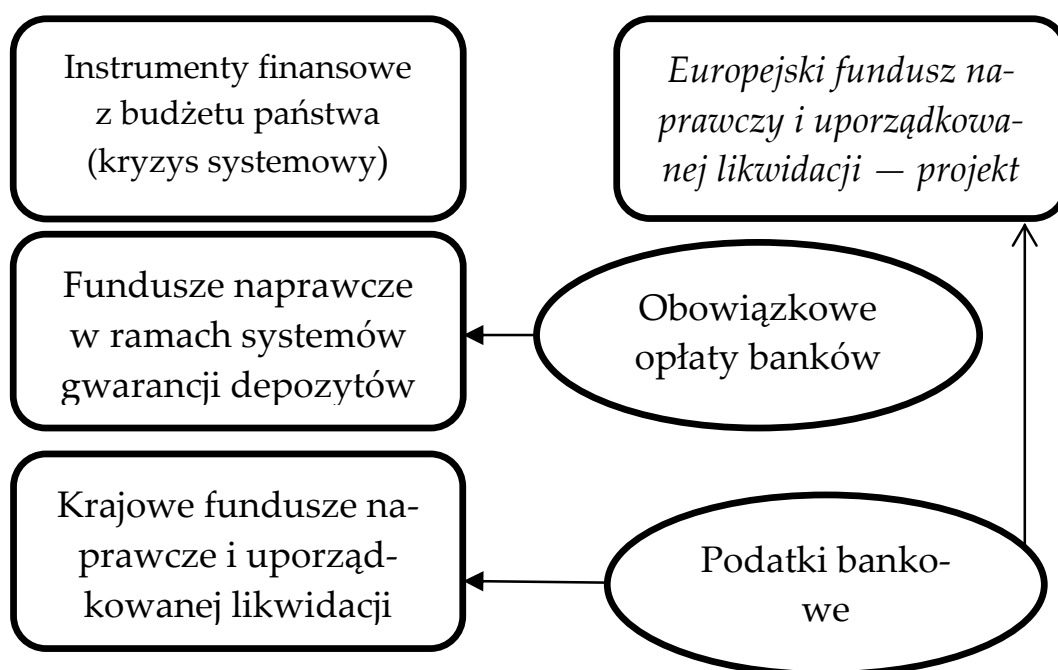 Instrumenty finansowe
z budżetu państwa
(kryzys systemowy)
Europejski fundusz na-
prawczy i uporządkowa-
nej likwidacji — projekt
Fundusze naprawcze
w ramach systemów
gwarancji depozytów
Obowiązkowe
opłaty banków
Krajowe fundusze na-
prawcze i uporząd-
kowanej likwidacji
Podatki banko-
we